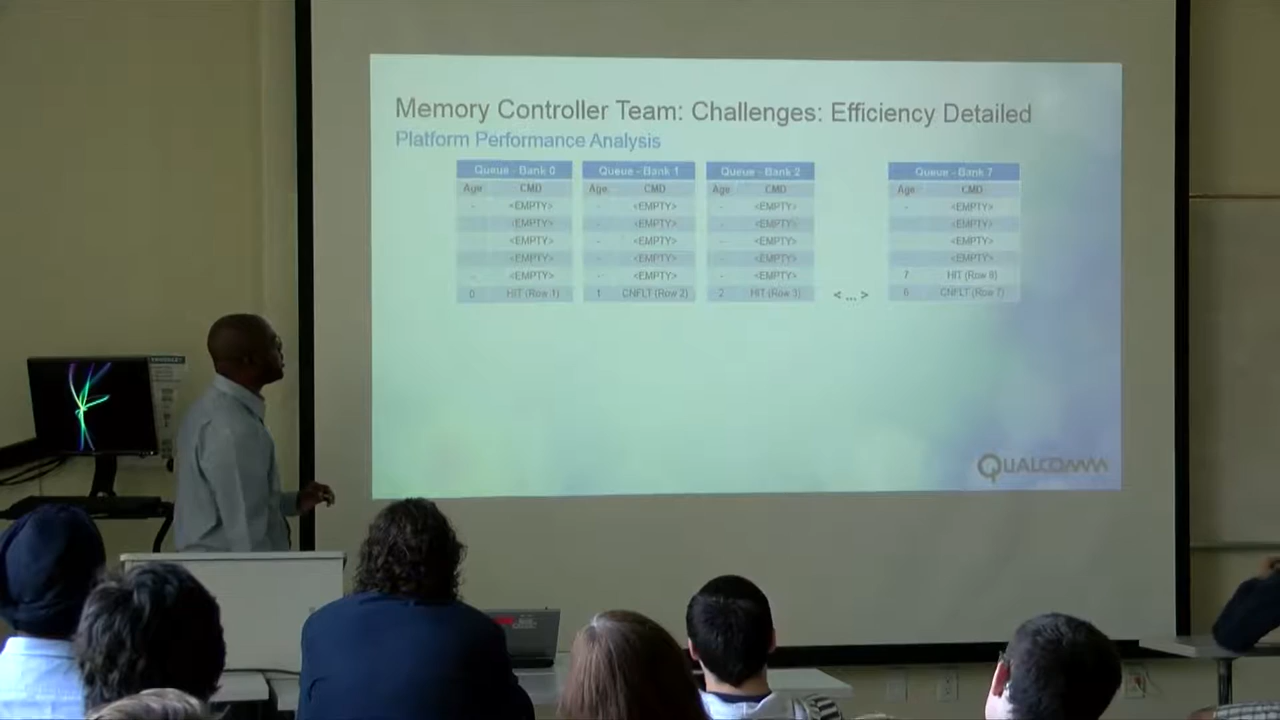 Memory Controller Team: Challenges: Efficiency Detailed
Platform Performance Analysis
Queue - Bank 0 Queue - Bank 1 Queue - Bank 2 Queue - Bank 7
Age CMD Age CMD Age CMD Age CMD
- <EMPTY> - <EMPTY> - <EMPTY> - <EMPTY>
<EMPTY> <EMPTY> <EMPTY> <EMPTY>
<EMPTY> - <EMPTY> - <EMPTY> <EMPTY>
<EMPTY> - <EMPTY> <EMPTY> <EMPTY>
- <EMPTY> - <EMPTY> - <EMPTY> 7 HIT (Row 8)
0 HIT (Row 1) 1 CNFLT (Row 2) 2 HIT (Row 3) < ... > 6 CNFLT (Row 7)
QUALCOMM